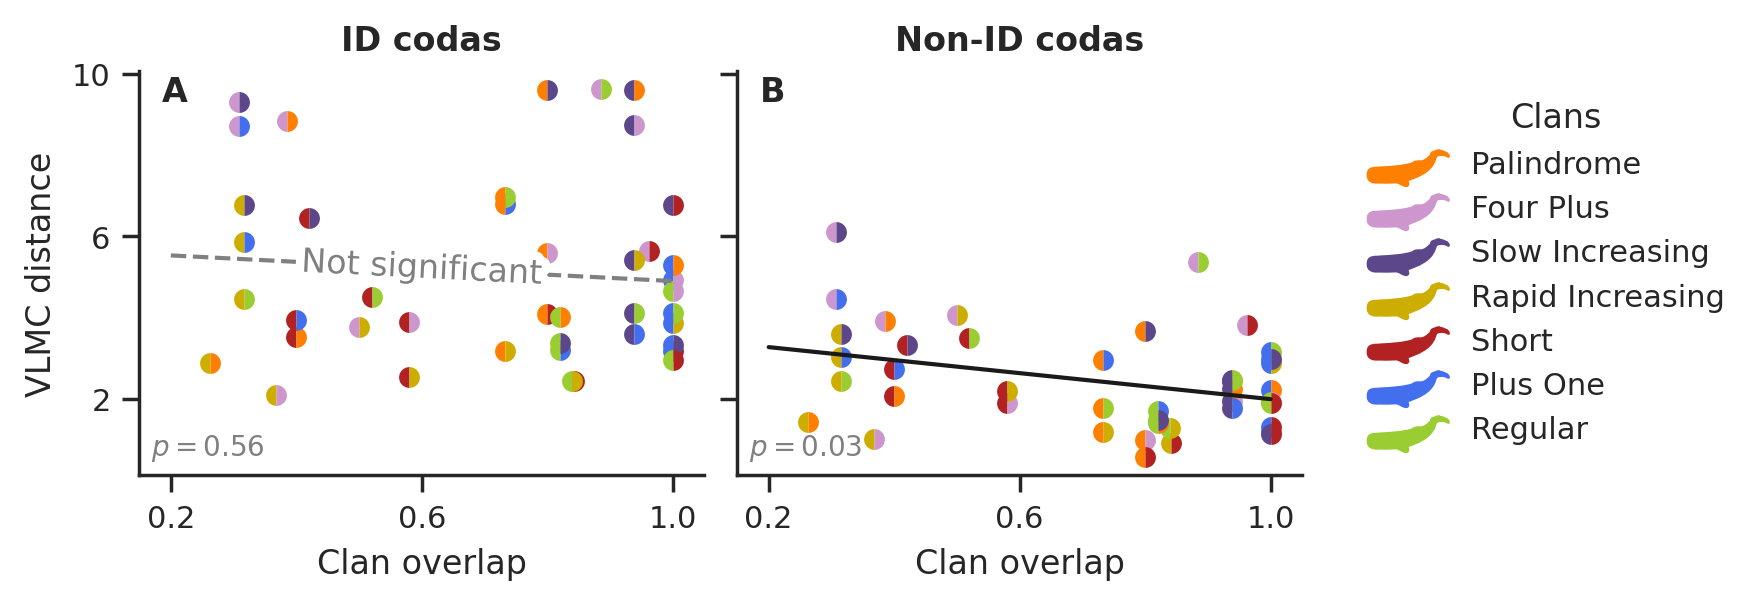 ID codas
Non-ID codas
A
B
10
6
2
VLMC distance
Not significant
p = 0.56
p = 0.03
0.2 0.6 1.0
0.2 0.6 1.0
Clan overlap
Clan overlap
Clans
Palindrome
Four Plus
Slow Increasing
Rapid Increasing
Short
Plus One
Regular